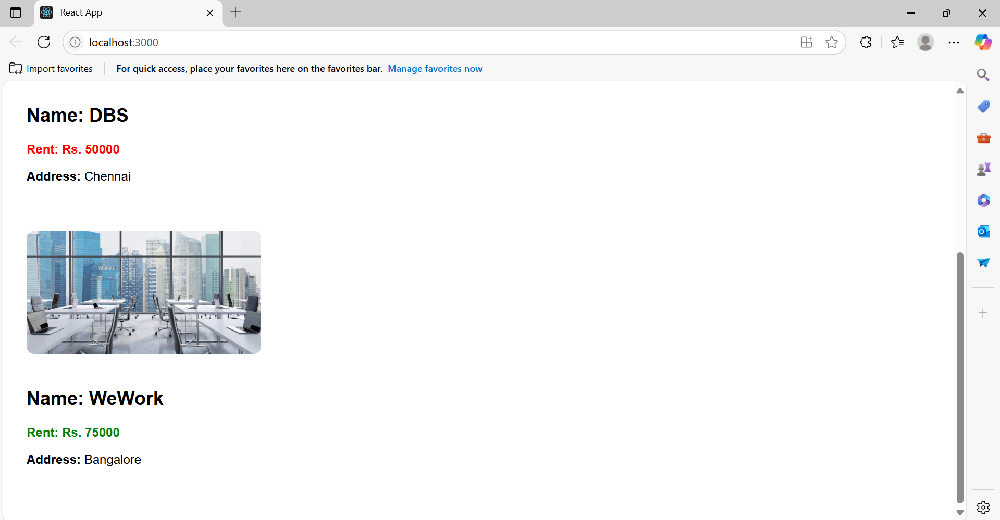 React App
localhost:3000
Import favorites
For quick access, place your favorites here on the favorites bar. Manage favorites now
Name: DBS
Rent: Rs. 50000
Address: Chennai
Name: WeWork
Rent: Rs. 75000
Address: Bangalore